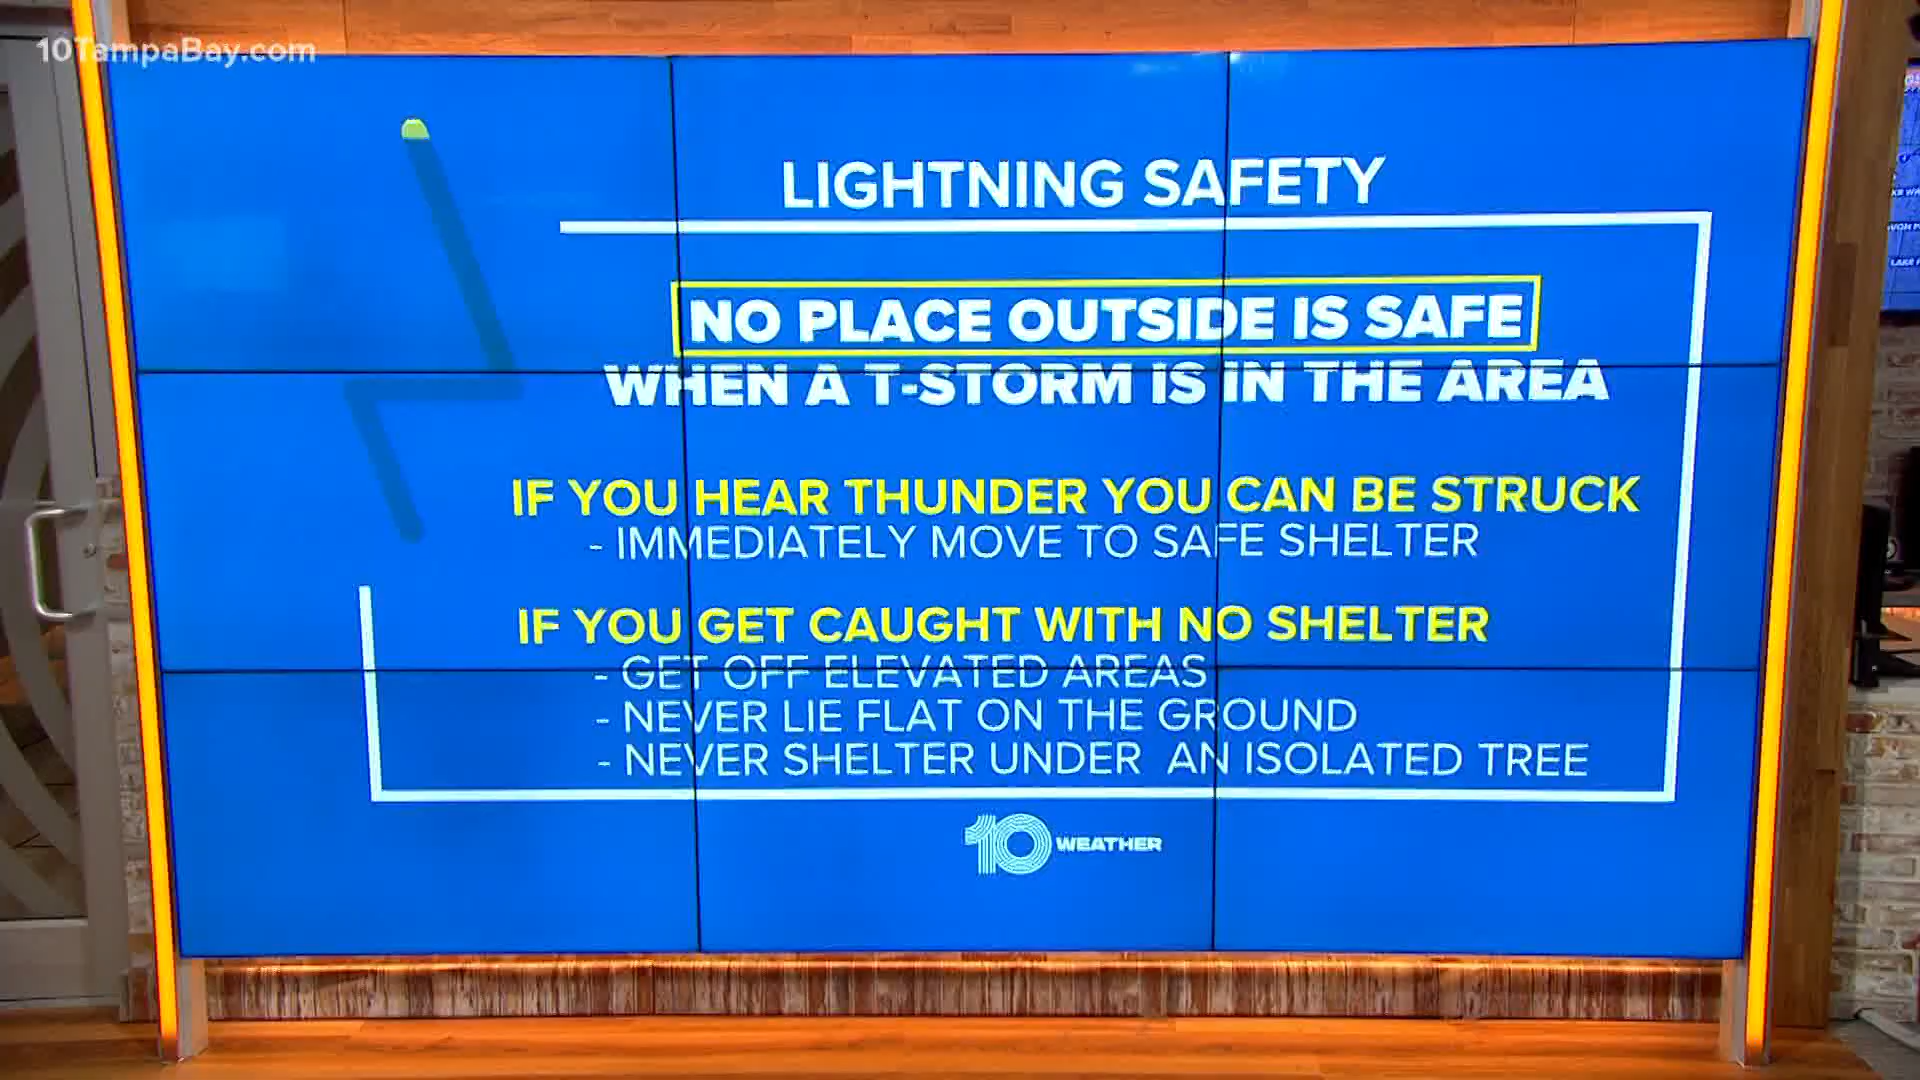 10TampaBay.com
LIGHTNING SAFETY
NO PLACE OUTSIDE IS SAFE
WHEN A T-STORM IS IN THE AREA
IF YOU HEAR THUNDER YOU CAN BE STRUCK
- IMMEDIATELY MOVE TO SAFE SHELTER
IF YOU GET CAUGHT WITH NO SHELTER
- GET OFF ELEVATED AREAS
- NEVER LIE FLAT ON THE GROUND
- NEVER SHELTER UNDER AN ISOLATED TREE
10 WEATHER